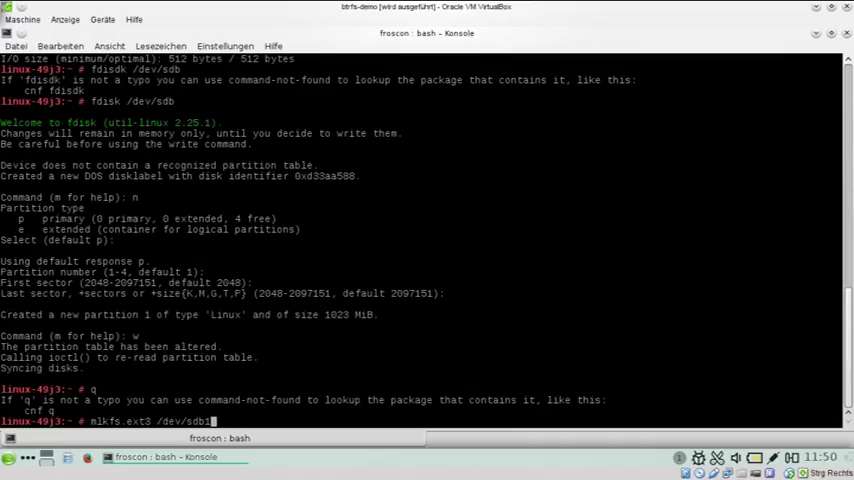 btrfs-demo [wird ausgeführt] - Oracle VM VirtualBox
Maschine Anzeige Geräte Hilfe
froscon : bash - Konsole
Datei Bearbeiten Ansicht Lesezeichen Einstellungen Hilfe
I/O size (minimum/optimal): 512 bytes / 512 bytes
linux-49j3:~ # fdisdk /dev/sdb
If 'fdisdk' is not a typo you can use command-not-found to lookup the package that contains it, like this:
cnf fdisdk
linux-49j3:~ # fdisk /dev/sdb
Welcome to fdisk (util-linux 2.25.1).
Changes will remain in memory only, until you decide to write them.
Be careful before using the write command.
Device does not contain a recognized partition table.
Created a new DOS disklabel with disk identifier 0xd33aa588.
Command (m for help): n
Partition type
p primary (0 primary, 0 extended, 4 free)
e extended (container for logical partitions)
Select (default p):
Using default response p.
Partition number (1-4, default 1):
First sector (2048-2097151, default 2048):
Last sector, +sectors or +size{K,M,G,T,P} (2048-2097151, default 2097151):
Created a new partition 1 of type 'Linux' and of size 1023 MiB.
Command (m for help): w
The partition table has been altered.
Calling ioctl() to re-read partition table.
Syncing disks.
linux-49j3:~ # q
If 'q' is not a typo you can use command-not-found to lookup the package that contains it, like this:
cnf q
linux-49j3:~ # mlkfs.ext3 /dev/sdb1
froscon : bash
froscon : bash - Konsole
11:50
Strg Rechts